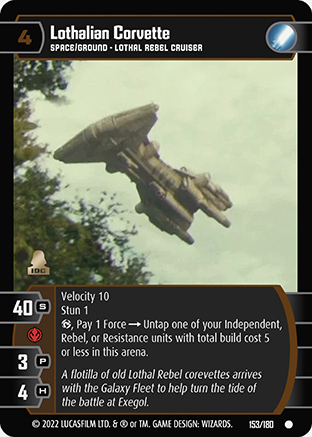 4
Lothalian Corvette
SPACE/GROUND - LOTHAL REBEL CRUISER
IDC
40 S
3 P
4 H
Velocity 10
Stun 1
, Pay 1 Force → Untap one of your Independent,
Rebel, or Resistance units with total build cost 5
or less in this arena.
A flotilla of old Lothal Rebel corevettes arrives
with the Galaxy Fleet to help turn the tide of
the battle at Exegol.
© 2022 LUCASFILM LTD. & ® or TM. GAME DESIGN: WIZARDS.
153/180